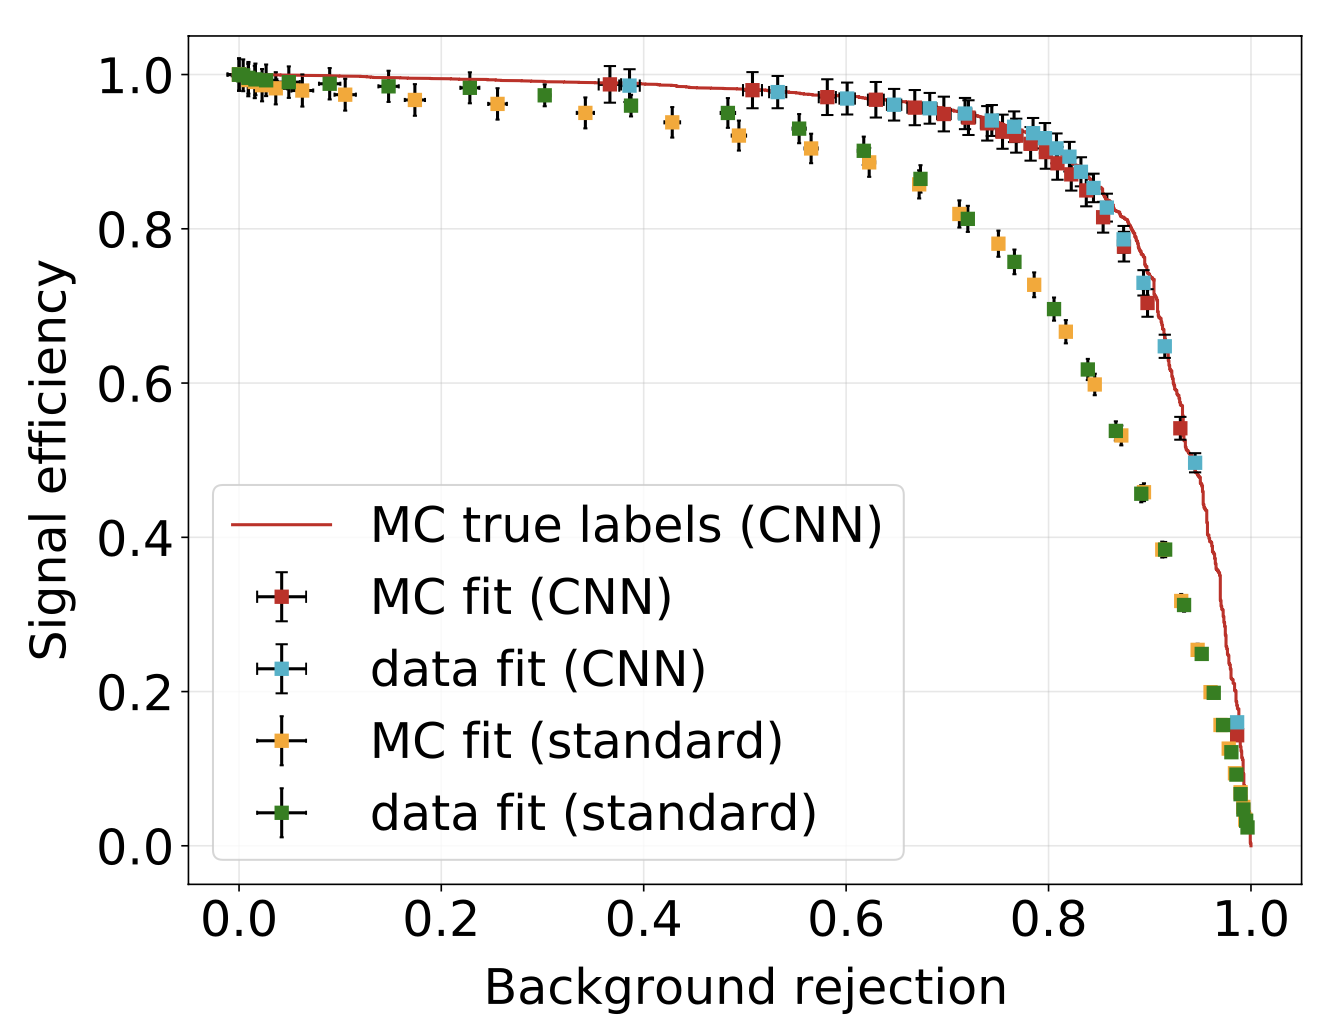 1.0
0.8
0.6
0.4
0.2
0.0
Signal efficiency
MC true labels (CNN)
MC fit (CNN)
data fit (CNN)
MC fit (standard)
data fit (standard)
0.0 0.2 0.4 0.6 0.8 1.0
Background rejection